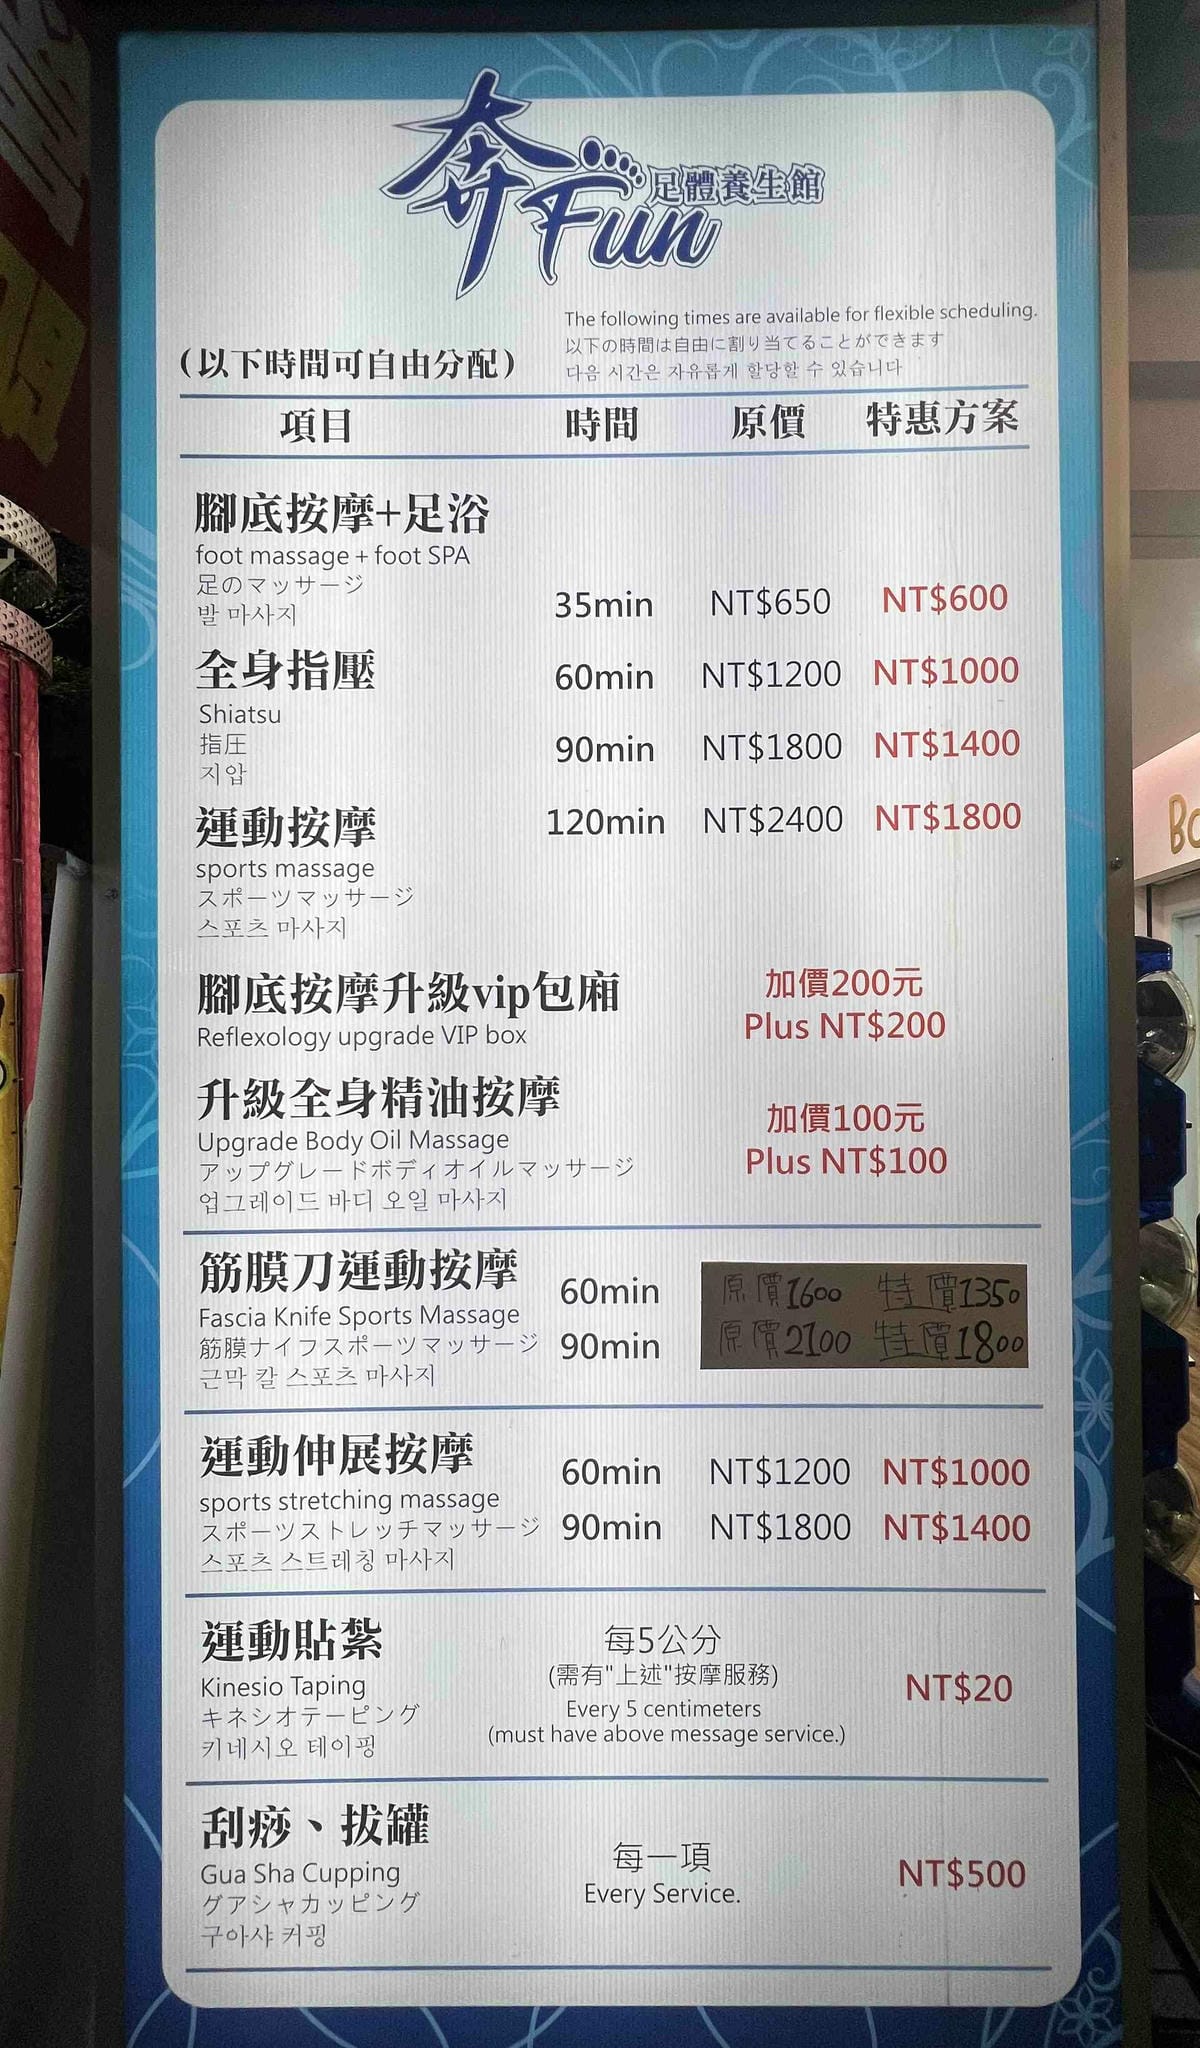 奔Fun 足體養生館
(以下時間可自由分配)
The following times are available for flexible scheduling.
以下の時間は自由に割り当てることができます
다음 시간은 자유롭게 할당할 수 있습니다
項目 時間 原價 特惠方案
腳底按摩+足浴
foot massage + foot SPA
足のマッサージ
발 마사지
35min NT$650 NT$600
全身指壓
Shiatsu
指圧
지압
60min NT$1200 NT$1000
90min NT$1800 NT$1400
運動按摩
sports massage
スポーツマッサージ
스포츠 마사지
120min NT$2400 NT$1800
腳底按摩升級vip包廂
Reflexology upgrade VIP box
加價200元
Plus NT$200
升級全身精油按摩
Upgrade Body Oil Massage
アップグレードボディオイルマッサージ
업그레이드 바디 오일 마사지
加價100元
Plus NT$100
筋膜刀運動按摩
Fascia Knife Sports Massage
筋膜ナイフスポーツマッサージ
근막 칼 스포츠 마사지
60min 原價1600 特價1350
90min 原價2100 特價1800
運動伸展按摩
sports stretching massage
スポーツストレッチマッサージ
스포츠 스트레칭 마사지
60min NT$1200 NT$1000
90min NT$1800 NT$1400
運動貼紮
Kinesio Taping
キネシオテーピング
키네시오 테이핑
每5公分
(需有"上述"按摩服務)
Every 5 centimeters
(must have above message service.)
NT$20
刮痧、拔罐
Gua Sha Cupping
グアシャカッピング
구아샤 커핑
每一項
Every Service.
NT$500